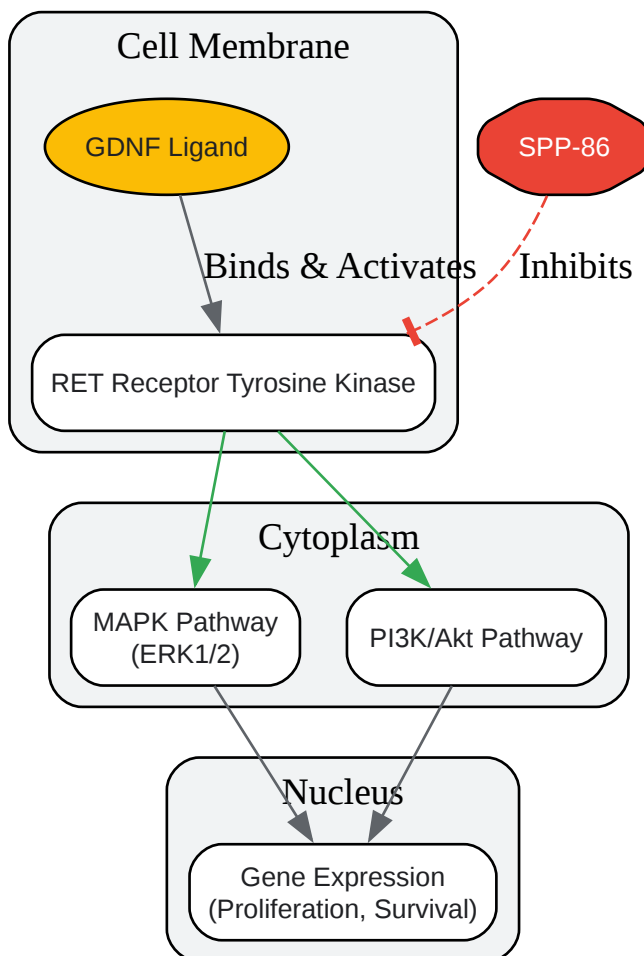 Cell Membrane
GDNF Ligand
SPP-86
Binds & Activates
Inhibits
RET Receptor Tyrosine Kinase
Cytoplasm
MAPK Pathway
(ERK1/2)
PI3K/Akt Pathway
Nucleus
Gene Expression
(Proliferation, Survival)